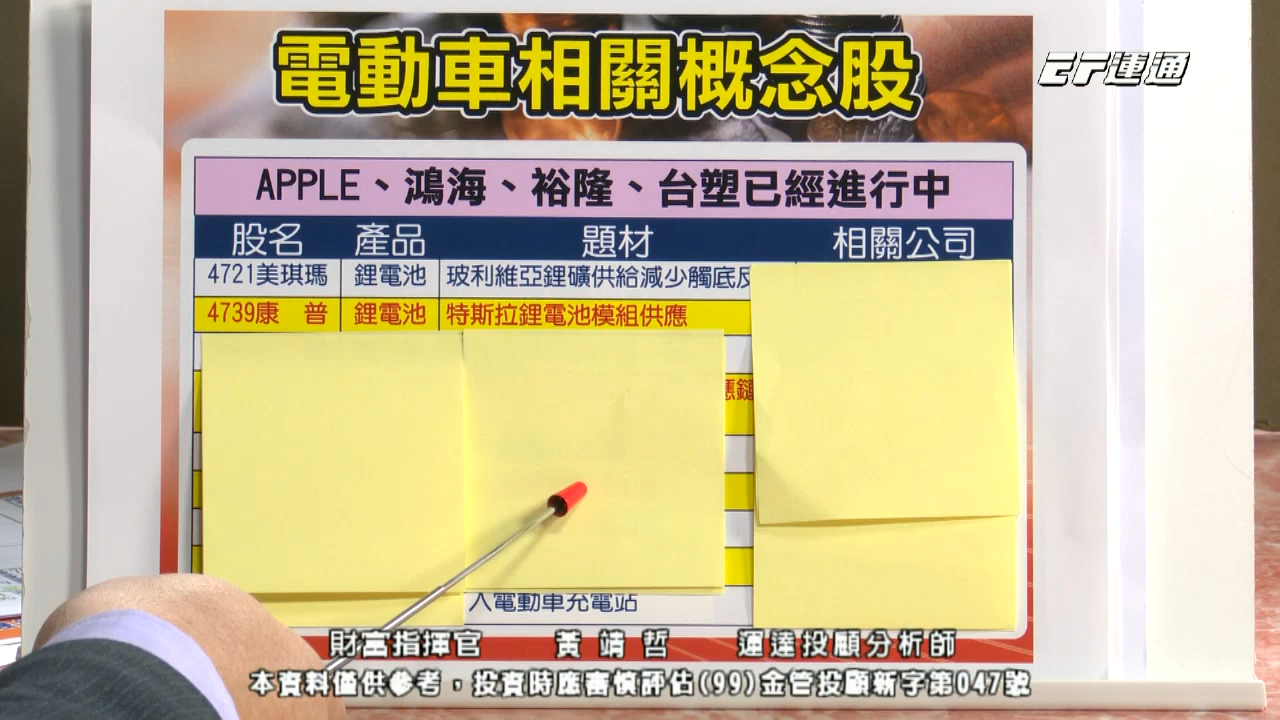 電動車相關概念股
運通
APPLE、鴻海、裕隆、台塑已經進行中
股名 產品 題材 相關公司
4721美琪瑪 鋰電池 玻利維亞鋰礦供給減少觸底反
4739康 普 鋰電池 特斯拉鋰電池模組供應
應鎚
入電動車充電站
財富指揮官 黃靖哲 運達投顧分析師
本資料僅供參考，投資時應審慎評估(99)金管投顧新字第047號